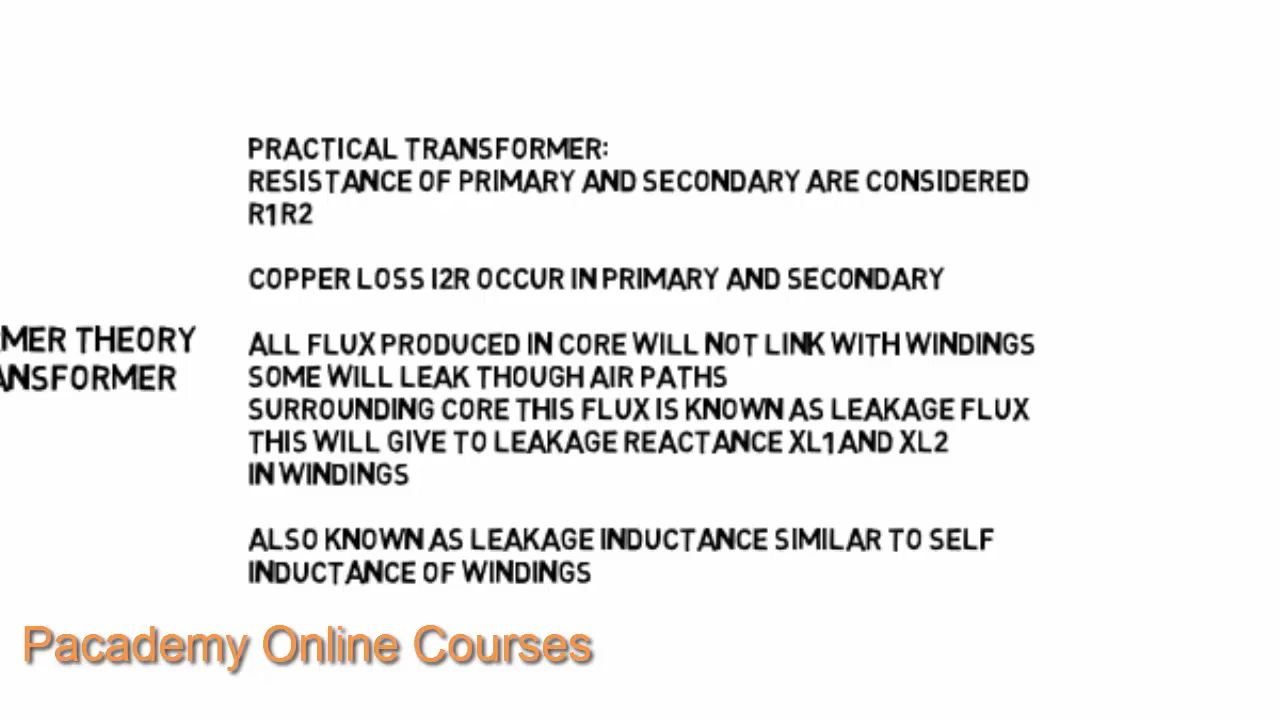 PRACTICAL TRANSFORMER:
RESISTANCE OF PRIMARY AND SECONDARY ARE CONSIDERED
R1R2
COPPER LOSS I2R OCCUR IN PRIMARY AND SECONDARY
MER THEORY
ANSFORMER
ALL FLUX PRODUCED IN CORE WILL NOT LINK WITH WINDINGS
SOME WILL LEAK THOUGH AIR PATHS
SURROUNDING CORE THIS FLUX IS KNOWN AS LEAKAGE FLUX
THIS WILL GIVE TO LEAKAGE REACTANCE XL1 AND XL2
IN WINDINGS
ALSO KNOWN AS LEAKAGE INDUCTANCE SIMILAR TO SELF
INDUCTANCE OF WINDINGS
Pacademy Online Courses